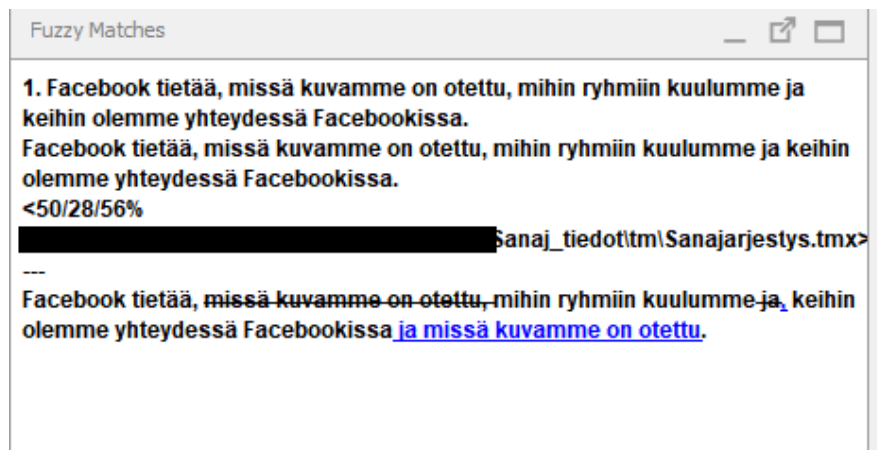 Fuzzy Matches
1. Facebook tietää, missä kuvamme on otettu, mihin ryhmiin kuulumme ja
keihin olemme yhteydessä Facebookissa.
Facebook tietää, missä kuvamme on otettu, mihin ryhmiin kuulumme ja keihin
olemme yhteydessä Facebookissa.
<50/28/56%
Sanaj_tiedot\tm\Sanajarjestys.tmx>
---
Facebook tietää, missä kuvamme on otettu, mihin ryhmiin kuulumme ja, keihin
olemme yhteydessä Facebookissa ja missä kuvamme on otettu.